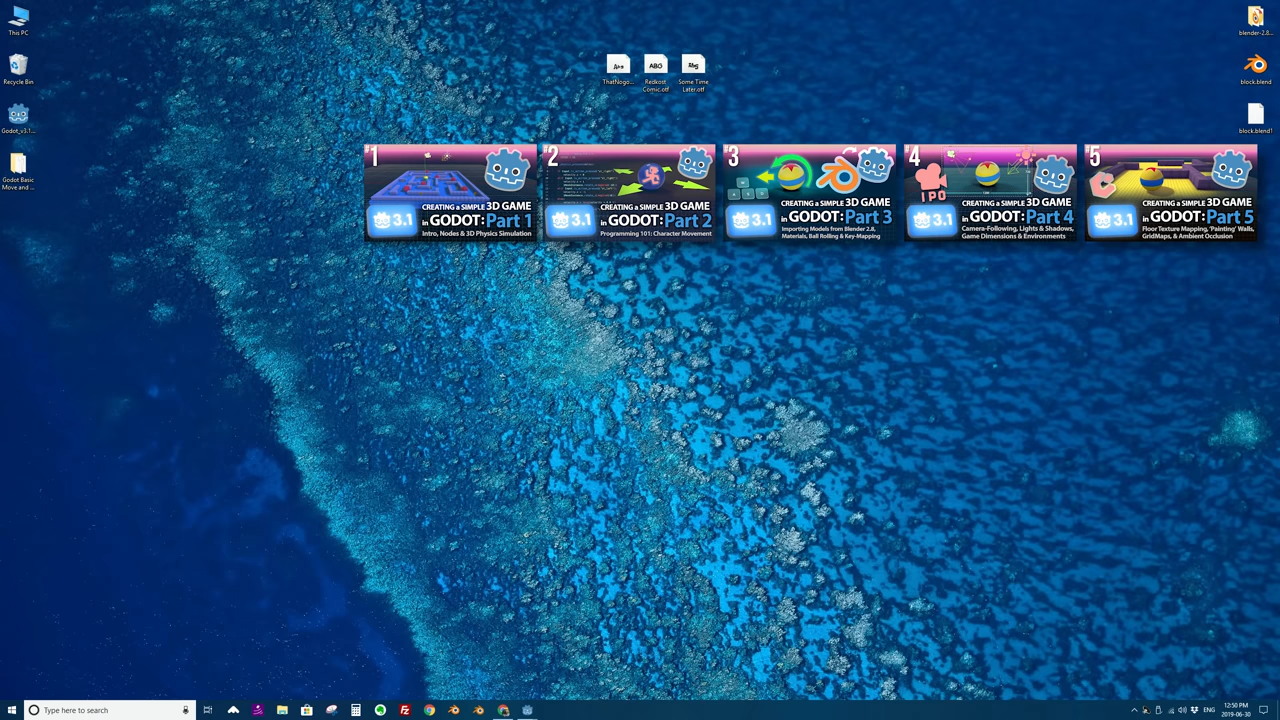 This PC
Recycle Bin
Godot_v3.1...
Godot Basic
Move and ...
ThatNogo...
Redkost
Comic.otf
Some Time
Later.otf
blender-2.8...
block.blend
block.blend1
#1
3.1
CREATING a SIMPLE 3D GAME
in GODOT: Part 1
Intro, Nodes & 3D Physics Simulation
#2
3.1
CREATING a SIMPLE 3D GAME
in GODOT: Part 2
Programming 101: Character Movement
#3
3.1
CREATING a SIMPLE 3D GAME
in GODOT: Part 3
Importing Models from Blender 2.8,
Materials, Ball Rolling & Key-Mapping
#4
IPO
3.1
CREATING a SIMPLE 3D GAME
in GODOT: Part 4
Camera-Following, Lights & Shadows,
Game Dimensions & Environments
#5
3.1
CREATING a SIMPLE 3D GAME
in GODOT: Part 5
Floor Texture Mapping, 'Painting' Walls,
GridMaps, & Ambient Occlusion
Type here to search
ENG
12:50 PM
2019-06-30